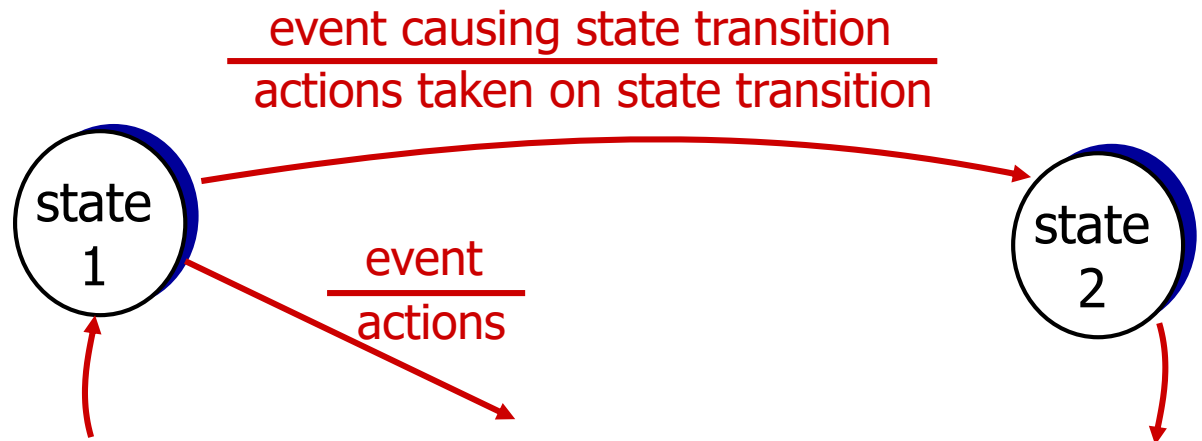 event causing state transition
actions taken on state transition
state
1
event
actions
state
2